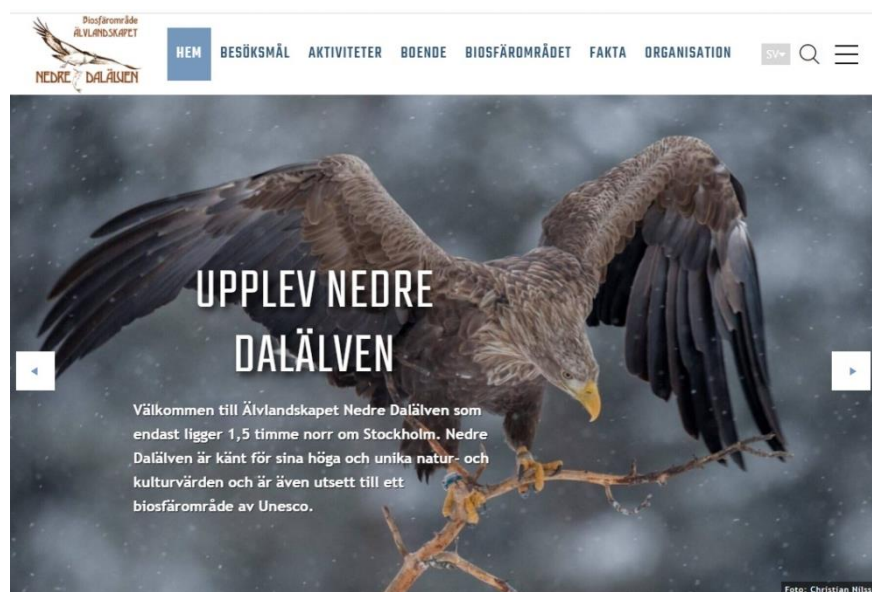 Biosfärområde
ÄLVLANDSKAPET
NEDRE DALÄLVEN
HEM BESÖKSMÅL AKTIVITETER BOENDE BIOSFÄROMRÅDET FAKTA ORGANISATION SV
UPPLEV NEDRE
DALÄLVEN
Välkommen till Älvlandskapet Nedre Dalälven som
endast ligger 1,5 timme norr om Stockholm. Nedre
Dalälven är känt för sina höga och unika natur- och
kulturvärden och är även utsett till ett
biosfärområde av Unesco.
Foto: Christian Nilss